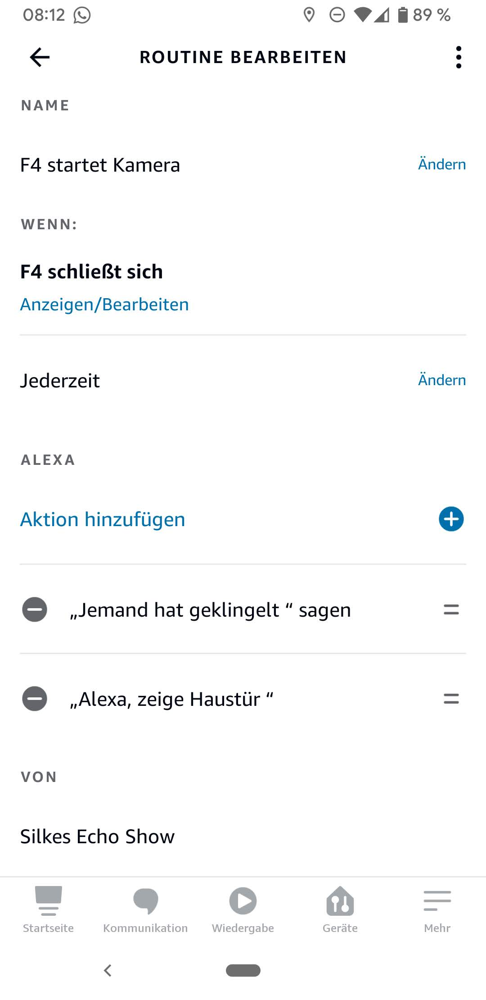 08:12 89 %
ROUTINE BEARBEITEN
NAME
F4 startet Kamera Ändern
WENN:
F4 schließt sich
Anzeigen/Bearbeiten
Jederzeit Ändern
ALEXA
Aktion hinzufügen
„Jemand hat geklingelt “ sagen
„Alexa, zeige Haustür “
VON
Silkes Echo Show
Startseite Kommunikation Wiedergabe Geräte Mehr